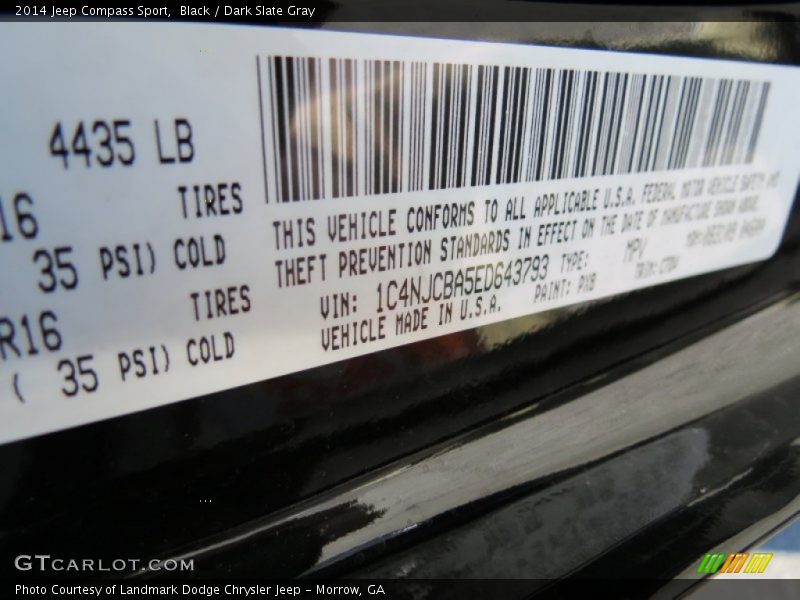 2014 Jeep Compass Sport, Black / Dark Slate Gray
4435 LB
16 TIRES
35 PSI) COLD
R16 TIRES
( 35 PSI) COLD
THIS VEHICLE CONFORMS TO ALL APPLICABLE U.S.A. FEDERAL MOTOR VEHICLE SAFETY AND
THEFT PREVENTION STANDARDS IN EFFECT ON THE DATE OF MANUFACTURE SHOWN ABOVE.
VIN: 1C4NJCBA5ED643793 TYPE: MPV
VEHICLE MADE IN U.S.A. PAINT: PX8 TRIM:
GTCARLOT.COM
Photo Courtesy of Landmark Dodge Chrysler Jeep – Morrow, GA